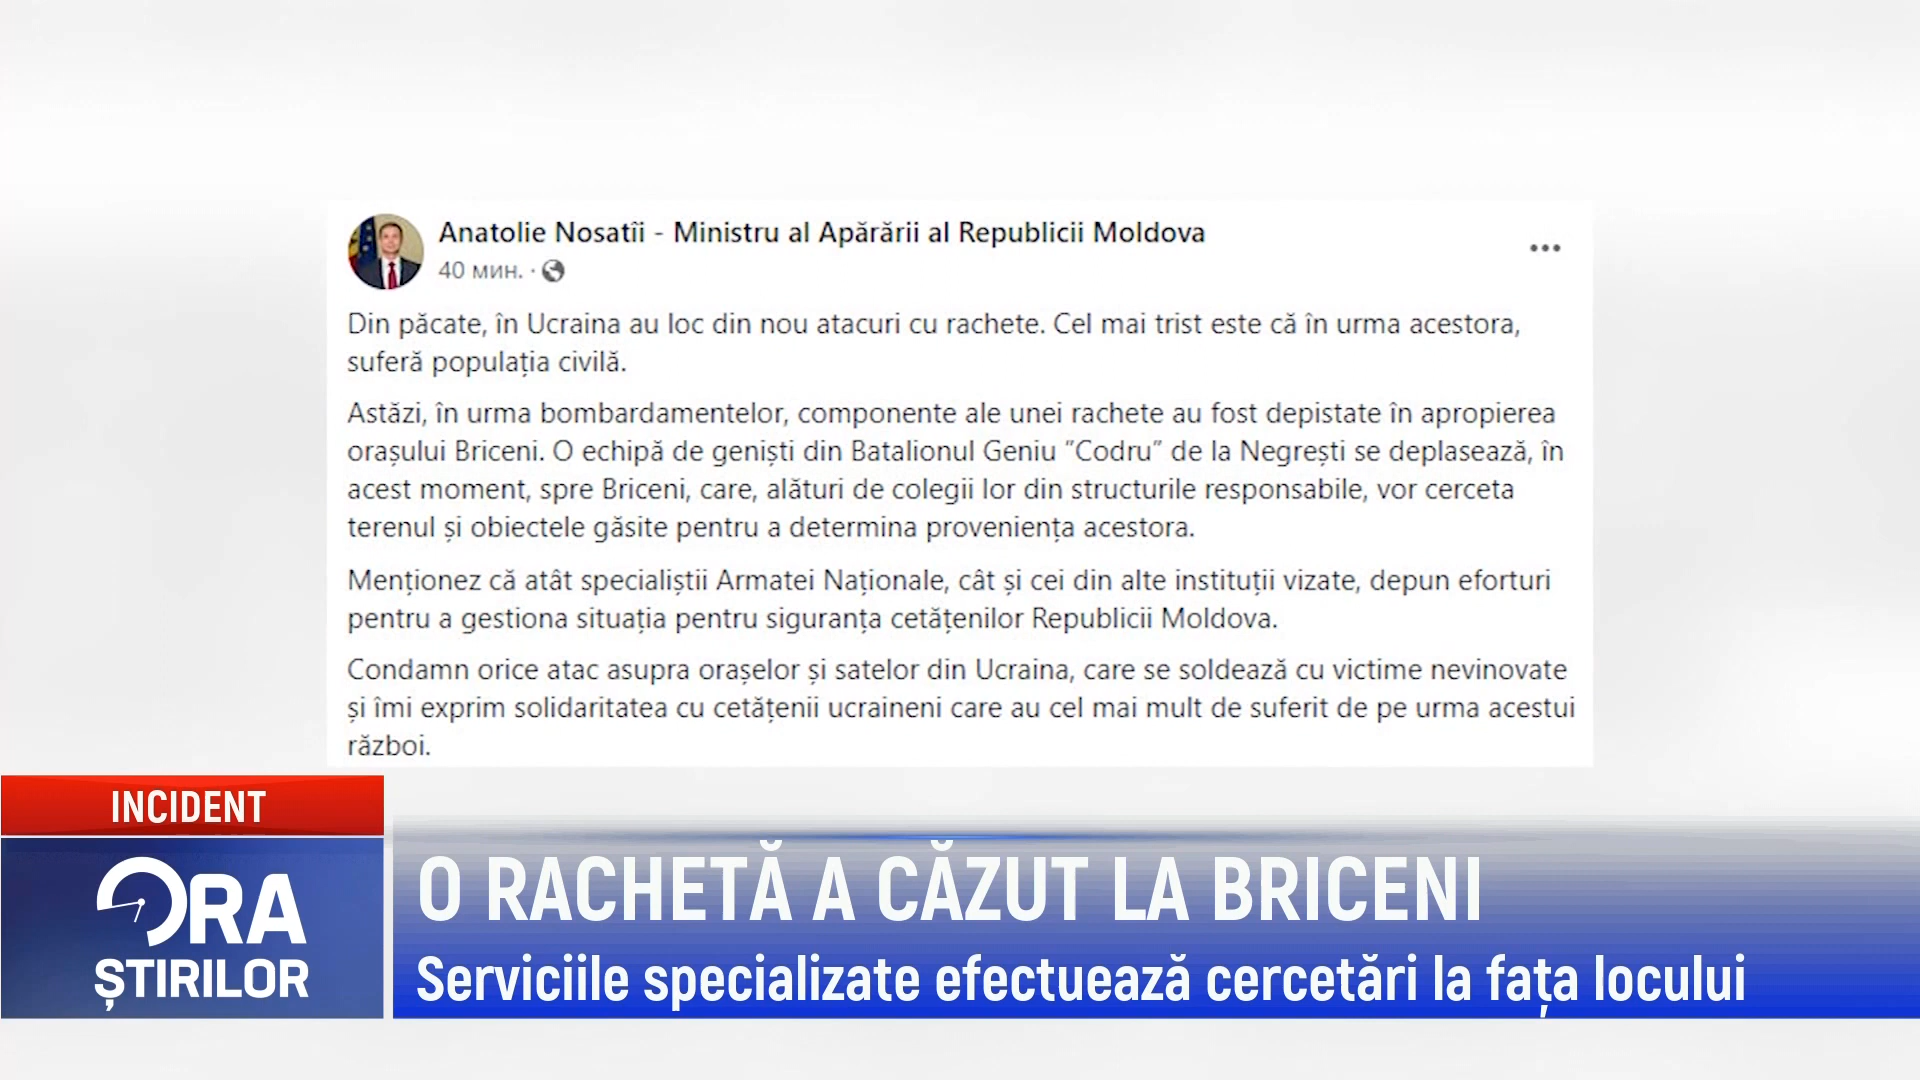 Anatolie Nosatîi - Ministru al Apărării al Republicii Moldova
40 мин. ·
Din păcate, în Ucraina au loc din nou atacuri cu rachete. Cel mai trist este că în urma acestora,
suferă populația civilă.
Astăzi, în urma bombardamentelor, componente ale unei rachete au fost depistate în apropierea
orașului Briceni. O echipă de geniști din Batalionul Geniu ”Codru” de la Negrești se deplasează, în
acest moment, spre Briceni, care, alături de colegii lor din structurile responsabile, vor cerceta
terenul și obiectele găsite pentru a determina proveniența acestora.
Menționez că atât specialiștii Armatei Naționale, cât și cei din alte instituții vizate, depun eforturi
pentru a gestiona situația pentru siguranța cetățenilor Republicii Moldova.
Condamn orice atac asupra orașelor și satelor din Ucraina, care se soldează cu victime nevinovate
și îmi exprim solidaritatea cu cetățenii ucraineni care au cel mai mult de suferit de pe urma acestui
război.
INCIDENT
ORA
ȘTIRILOR
O RACHETĂ A CĂZUT LA BRICENI
Serviciile specializate efectuează cercetări la fața locului